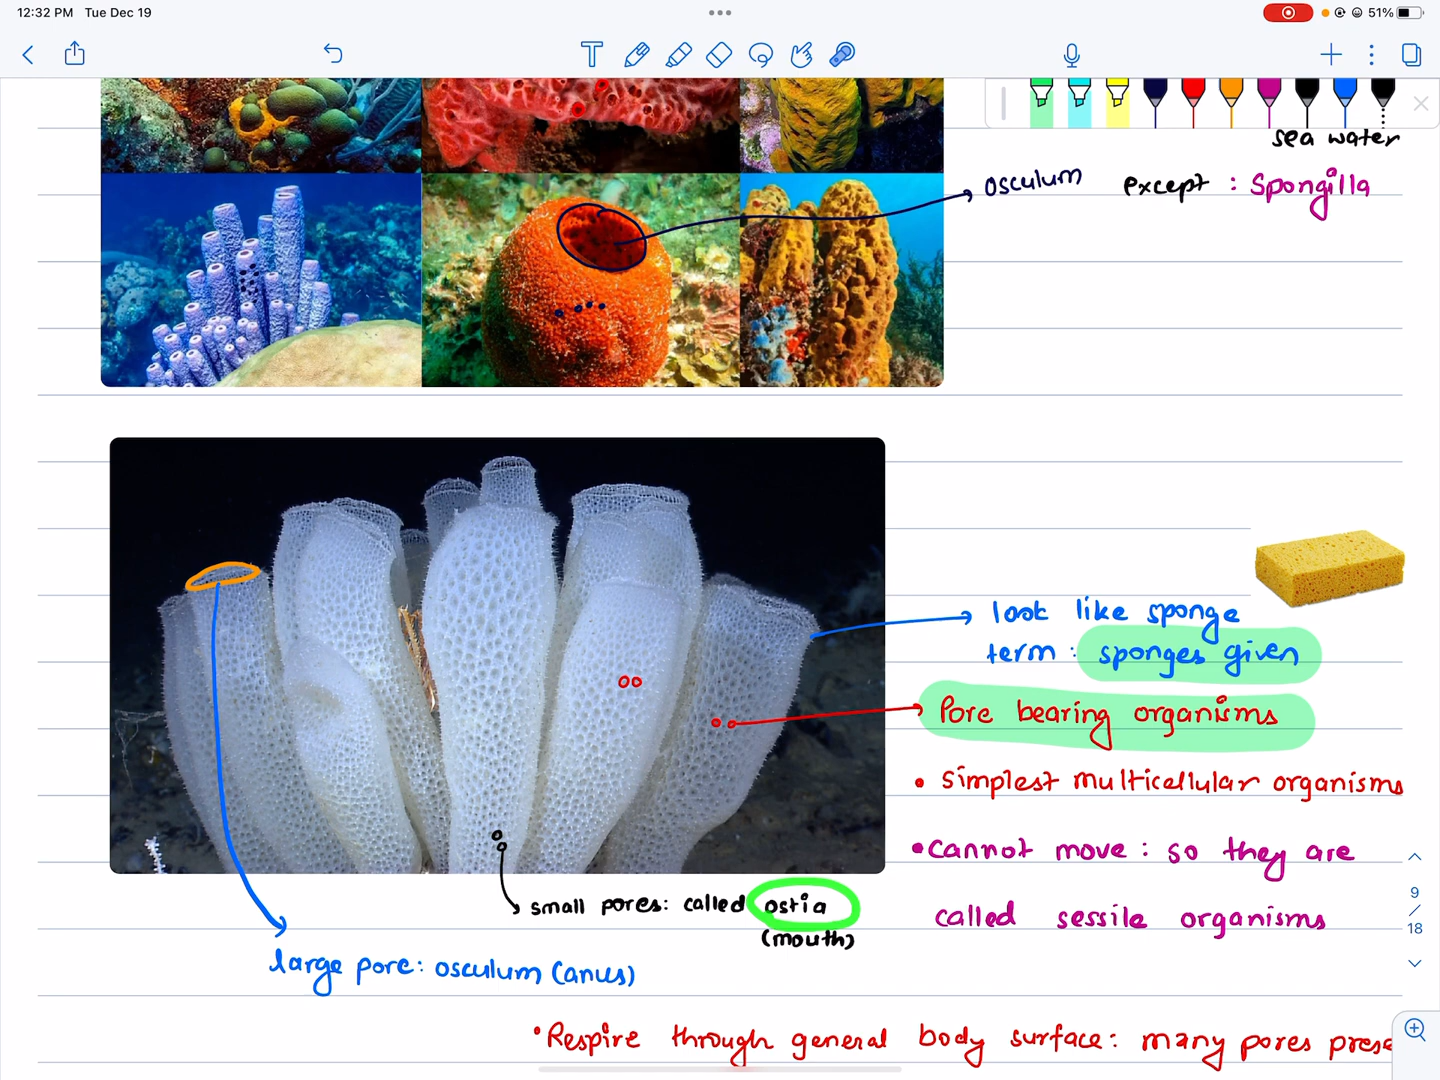 12:32 PM Tue Dec 19
51%
sea water
osculum
except : Spongilla
look like sponge
term : sponges given
Pore bearing organisms
• simplest multicellular organisms
• cannot move : so they are
called sessile organisms
small pores: called ostia
(mouth)
large pore: osculum (anus)
• Respire through general body surface: many pores prese
9
/
18